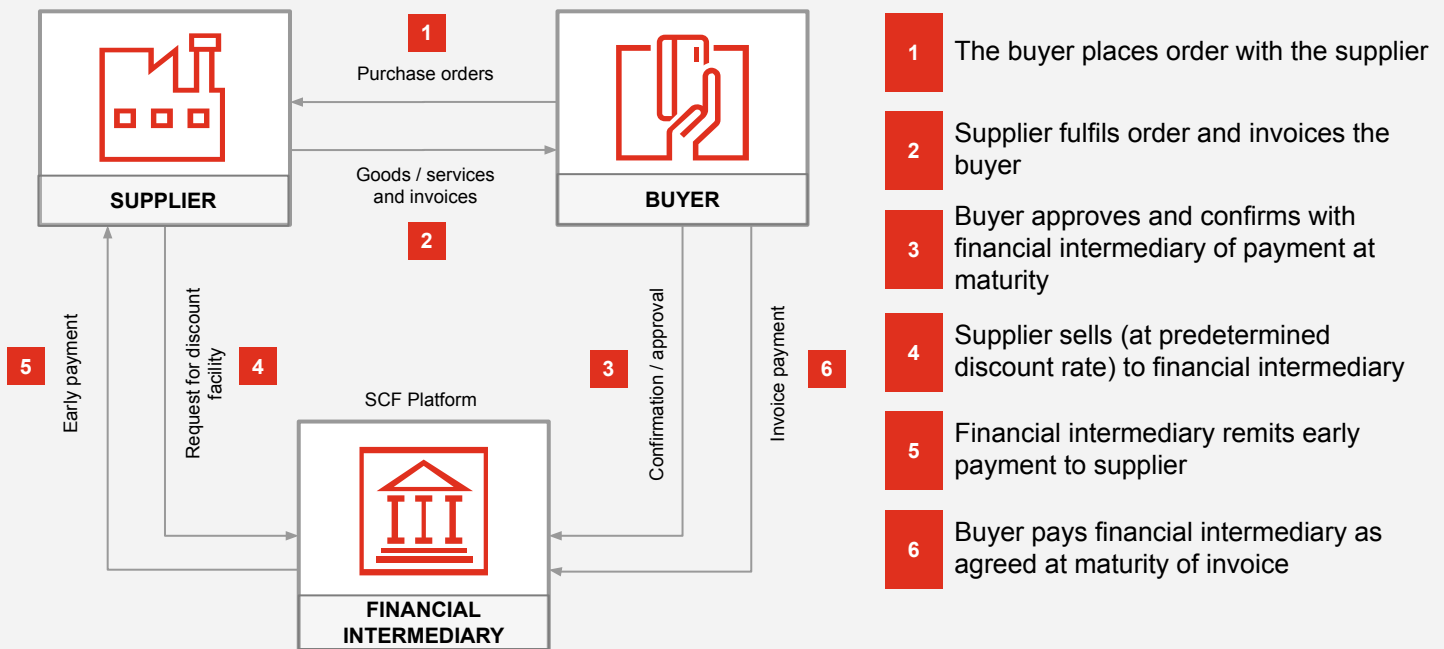 1
Purchase orders
Goods / services
and invoices
2
SUPPLIER
BUYER
5
Early payment
Request for discount
facility
4
3
Confirmation / approval
Invoice payment
6
SCF Platform
FINANCIAL
INTERMEDIARY
1
The buyer places order with the supplier
2
Supplier fulfils order and invoices the
buyer
3
Buyer approves and confirms with
financial intermediary of payment at
maturity
4
Supplier sells (at predetermined
discount rate) to financial intermediary
5
Financial intermediary remits early
payment to supplier
6
Buyer pays financial intermediary as
agreed at maturity of invoice